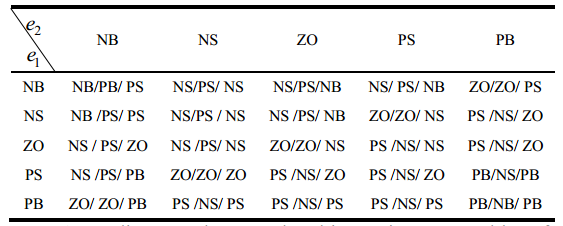 e2 NB NS ZO PS PB
e1
NB NB/PB/ PS NS/PS/ NS NS/PS/NB NS/ PS/ NB ZO/ZO/ PS
NS NB /PS/ PS NS/PS / NS NS /PS/ NB ZO/ZO/ NS PS /NS/ ZO
ZO NS / PS/ ZO NS /PS/ NS ZO/ZO/ NS PS /NS/ NS PS /NS/ ZO
PS NS /PS/ PB ZO/ZO/ ZO PS /NS/ ZO PS /NS/ ZO PB/NS/PB
PB ZO/ ZO/ PB PS /NS/ PS PS /NS/ PS PS /NS/ PS PB/NB/ PB